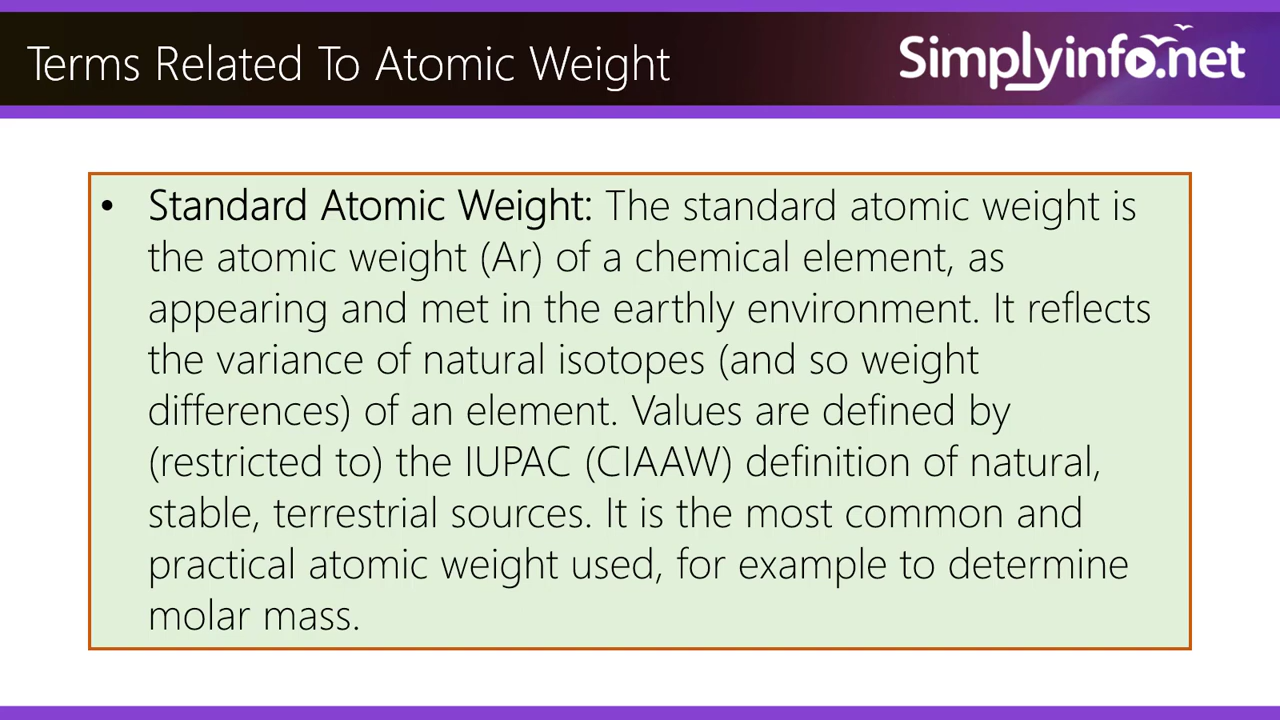 Terms Related To Atomic Weight
Simplyinfo.net
• Standard Atomic Weight: The standard atomic weight is
the atomic weight (Ar) of a chemical element, as
appearing and met in the earthly environment. It reflects
the variance of natural isotopes (and so weight
differences) of an element. Values are defined by
(restricted to) the IUPAC (CIAAW) definition of natural,
stable, terrestrial sources. It is the most common and
practical atomic weight used, for example to determine
molar mass.